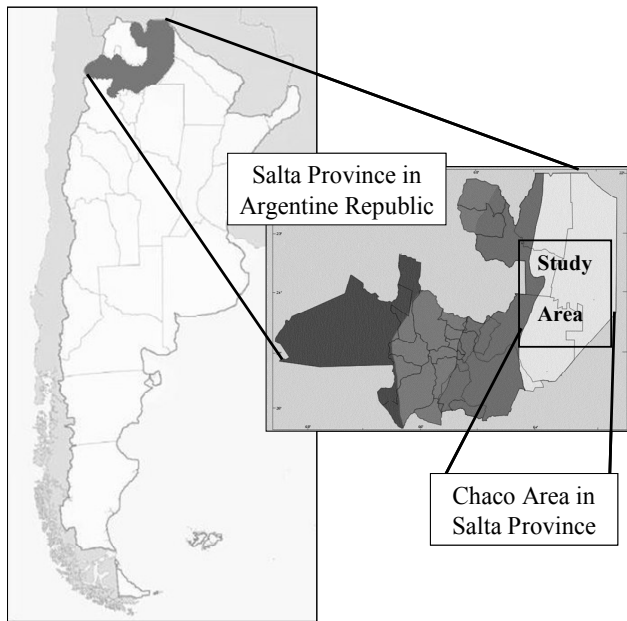 Salta Province in
Argentine Republic
Study
Area
Chaco Area in
Salta Province